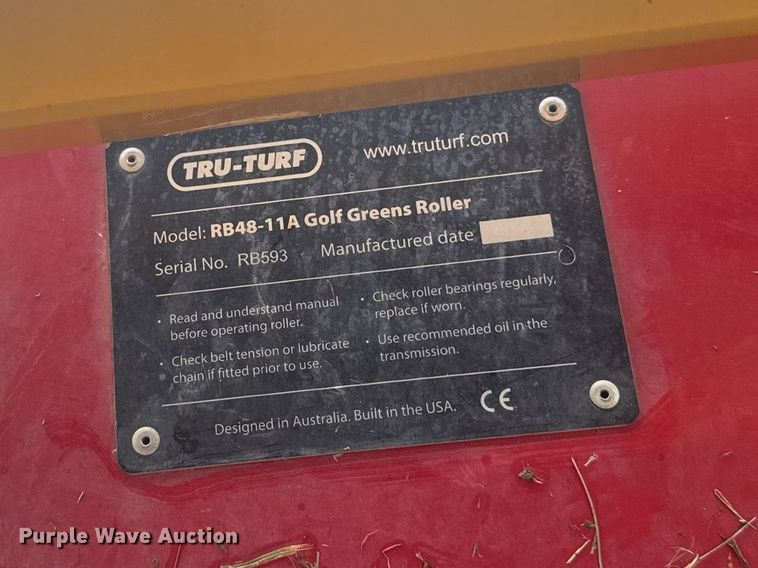 TRU-TURF
www.truturf.com
Model: RB48-11A Golf Greens Roller
Serial No. RB593 Manufactured date
• Read and understand manual
before operating roller.
• Check belt tension or lubricate
chain if fitted prior to use.
• Check roller bearings regularly,
replace if worn.
• Use recommended oil in the
transmission.
Designed in Australia. Built in the USA. CE
Purple Wave Auction